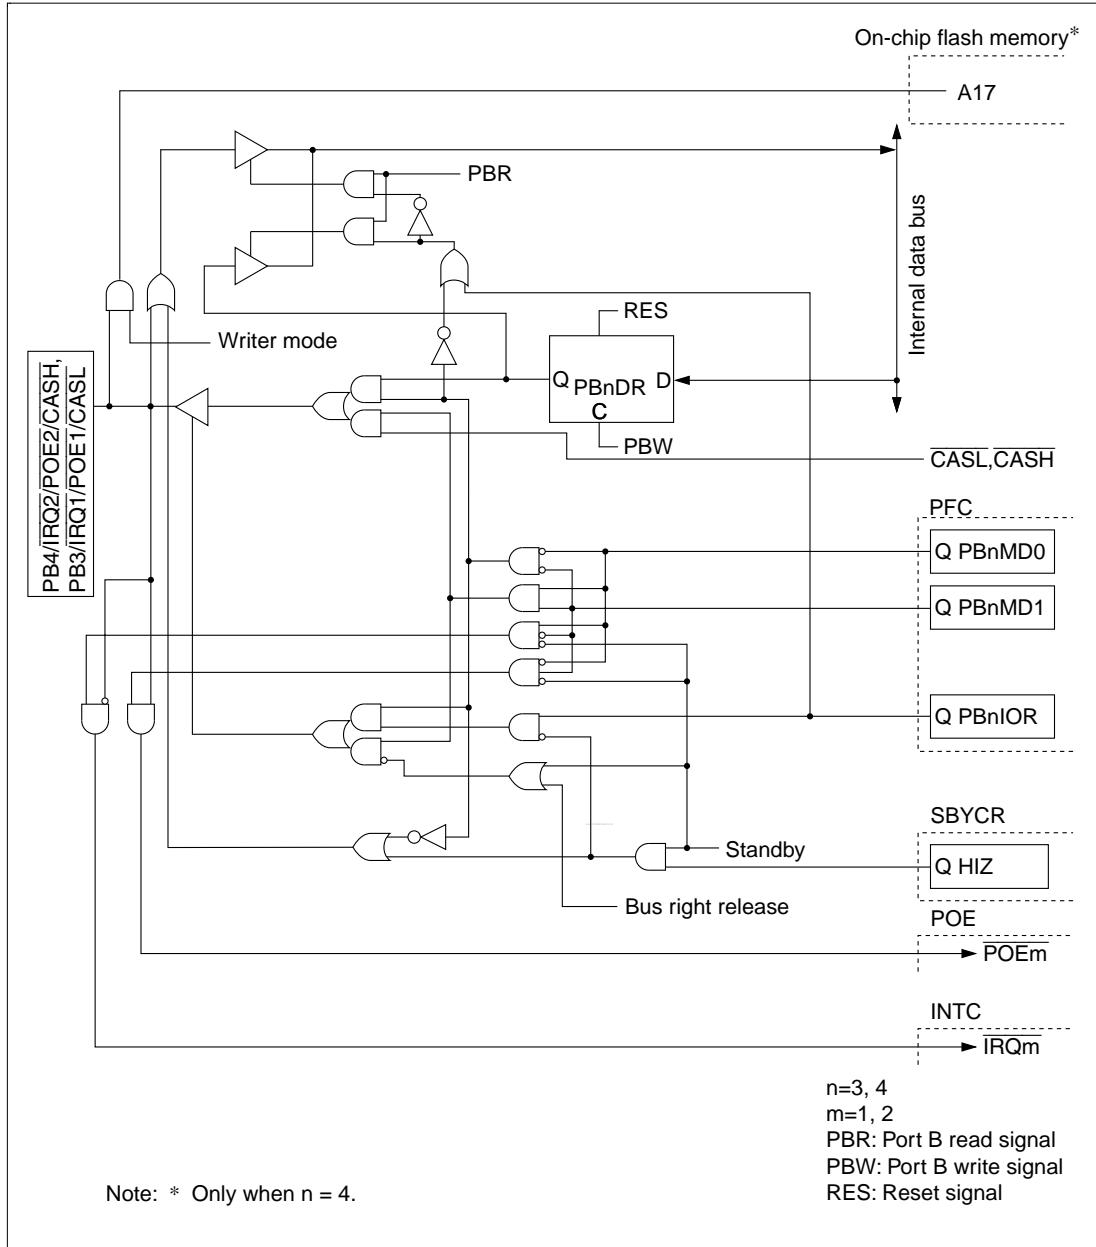 On-chip flash memory*
A17
PBR
Internal data bus
RES
Writer mode
Q PBnDR D
C
PBW
PB4/IRQ2/POE2/CASH,
PB3/IRQ1/POE1/CASL
CASL,CASH
PFC
Q PBnMD0
Q PBnMD1
Q PBnIOR
SBYCR
Standby
Q HIZ
Bus right release
POE
POEm
INTC
IRQm
n=3, 4
m=1, 2
PBR: Port B read signal
PBW: Port B write signal
RES: Reset signal
Note: * Only when n = 4.